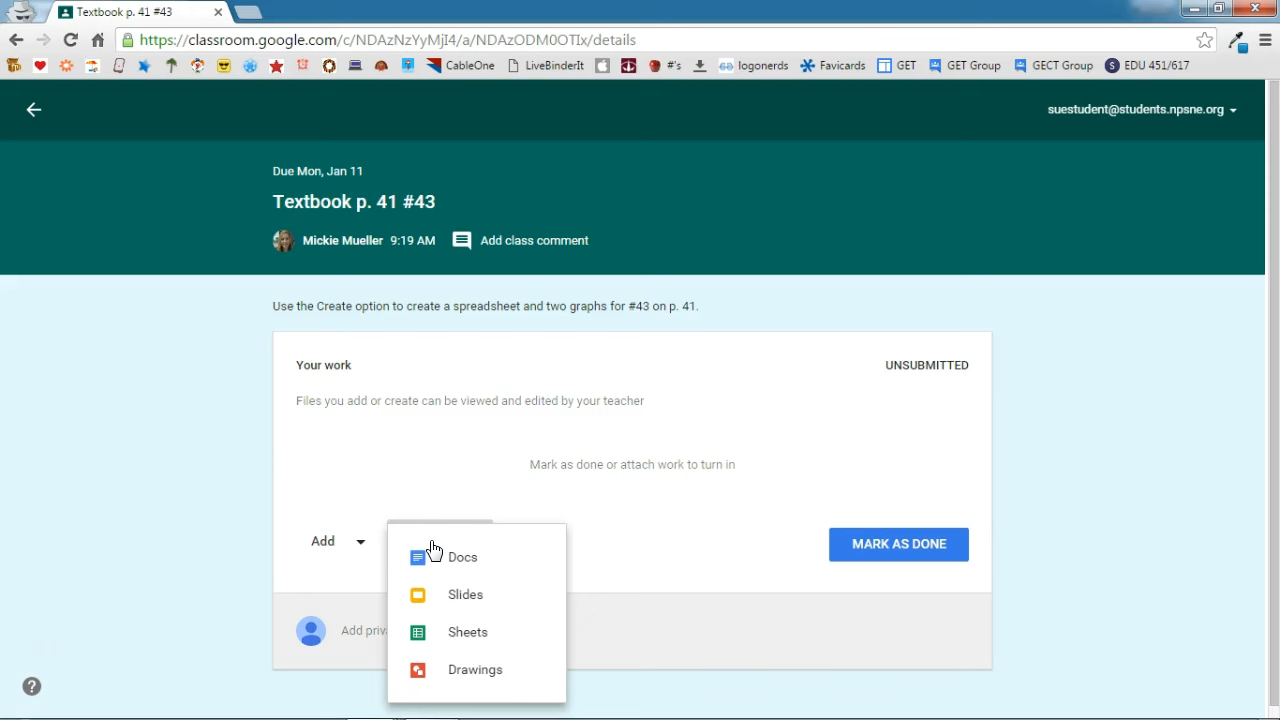 Textbook p. 41 #43
https://classroom.google.com/c/NDAzNzYyMjI4/a/NDAzODM0OTIx/details
CableOne LiveBinderIt #'s logonerds Favicards GET GET Group GECT Group S EDU 451/617
suestudent@students.npsne.org
Due Mon, Jan 11
Textbook p. 41 #43
Mickie Mueller 9:19 AM Add class comment
Use the Create option to create a spreadsheet and two graphs for #43 on p. 41.
Your work UNSUBMITTED
Files you add or create can be viewed and edited by your teacher
Mark as done or attach work to turn in
Add MARK AS DONE
Docs
Slides
Sheets
Drawings
Add priv
?